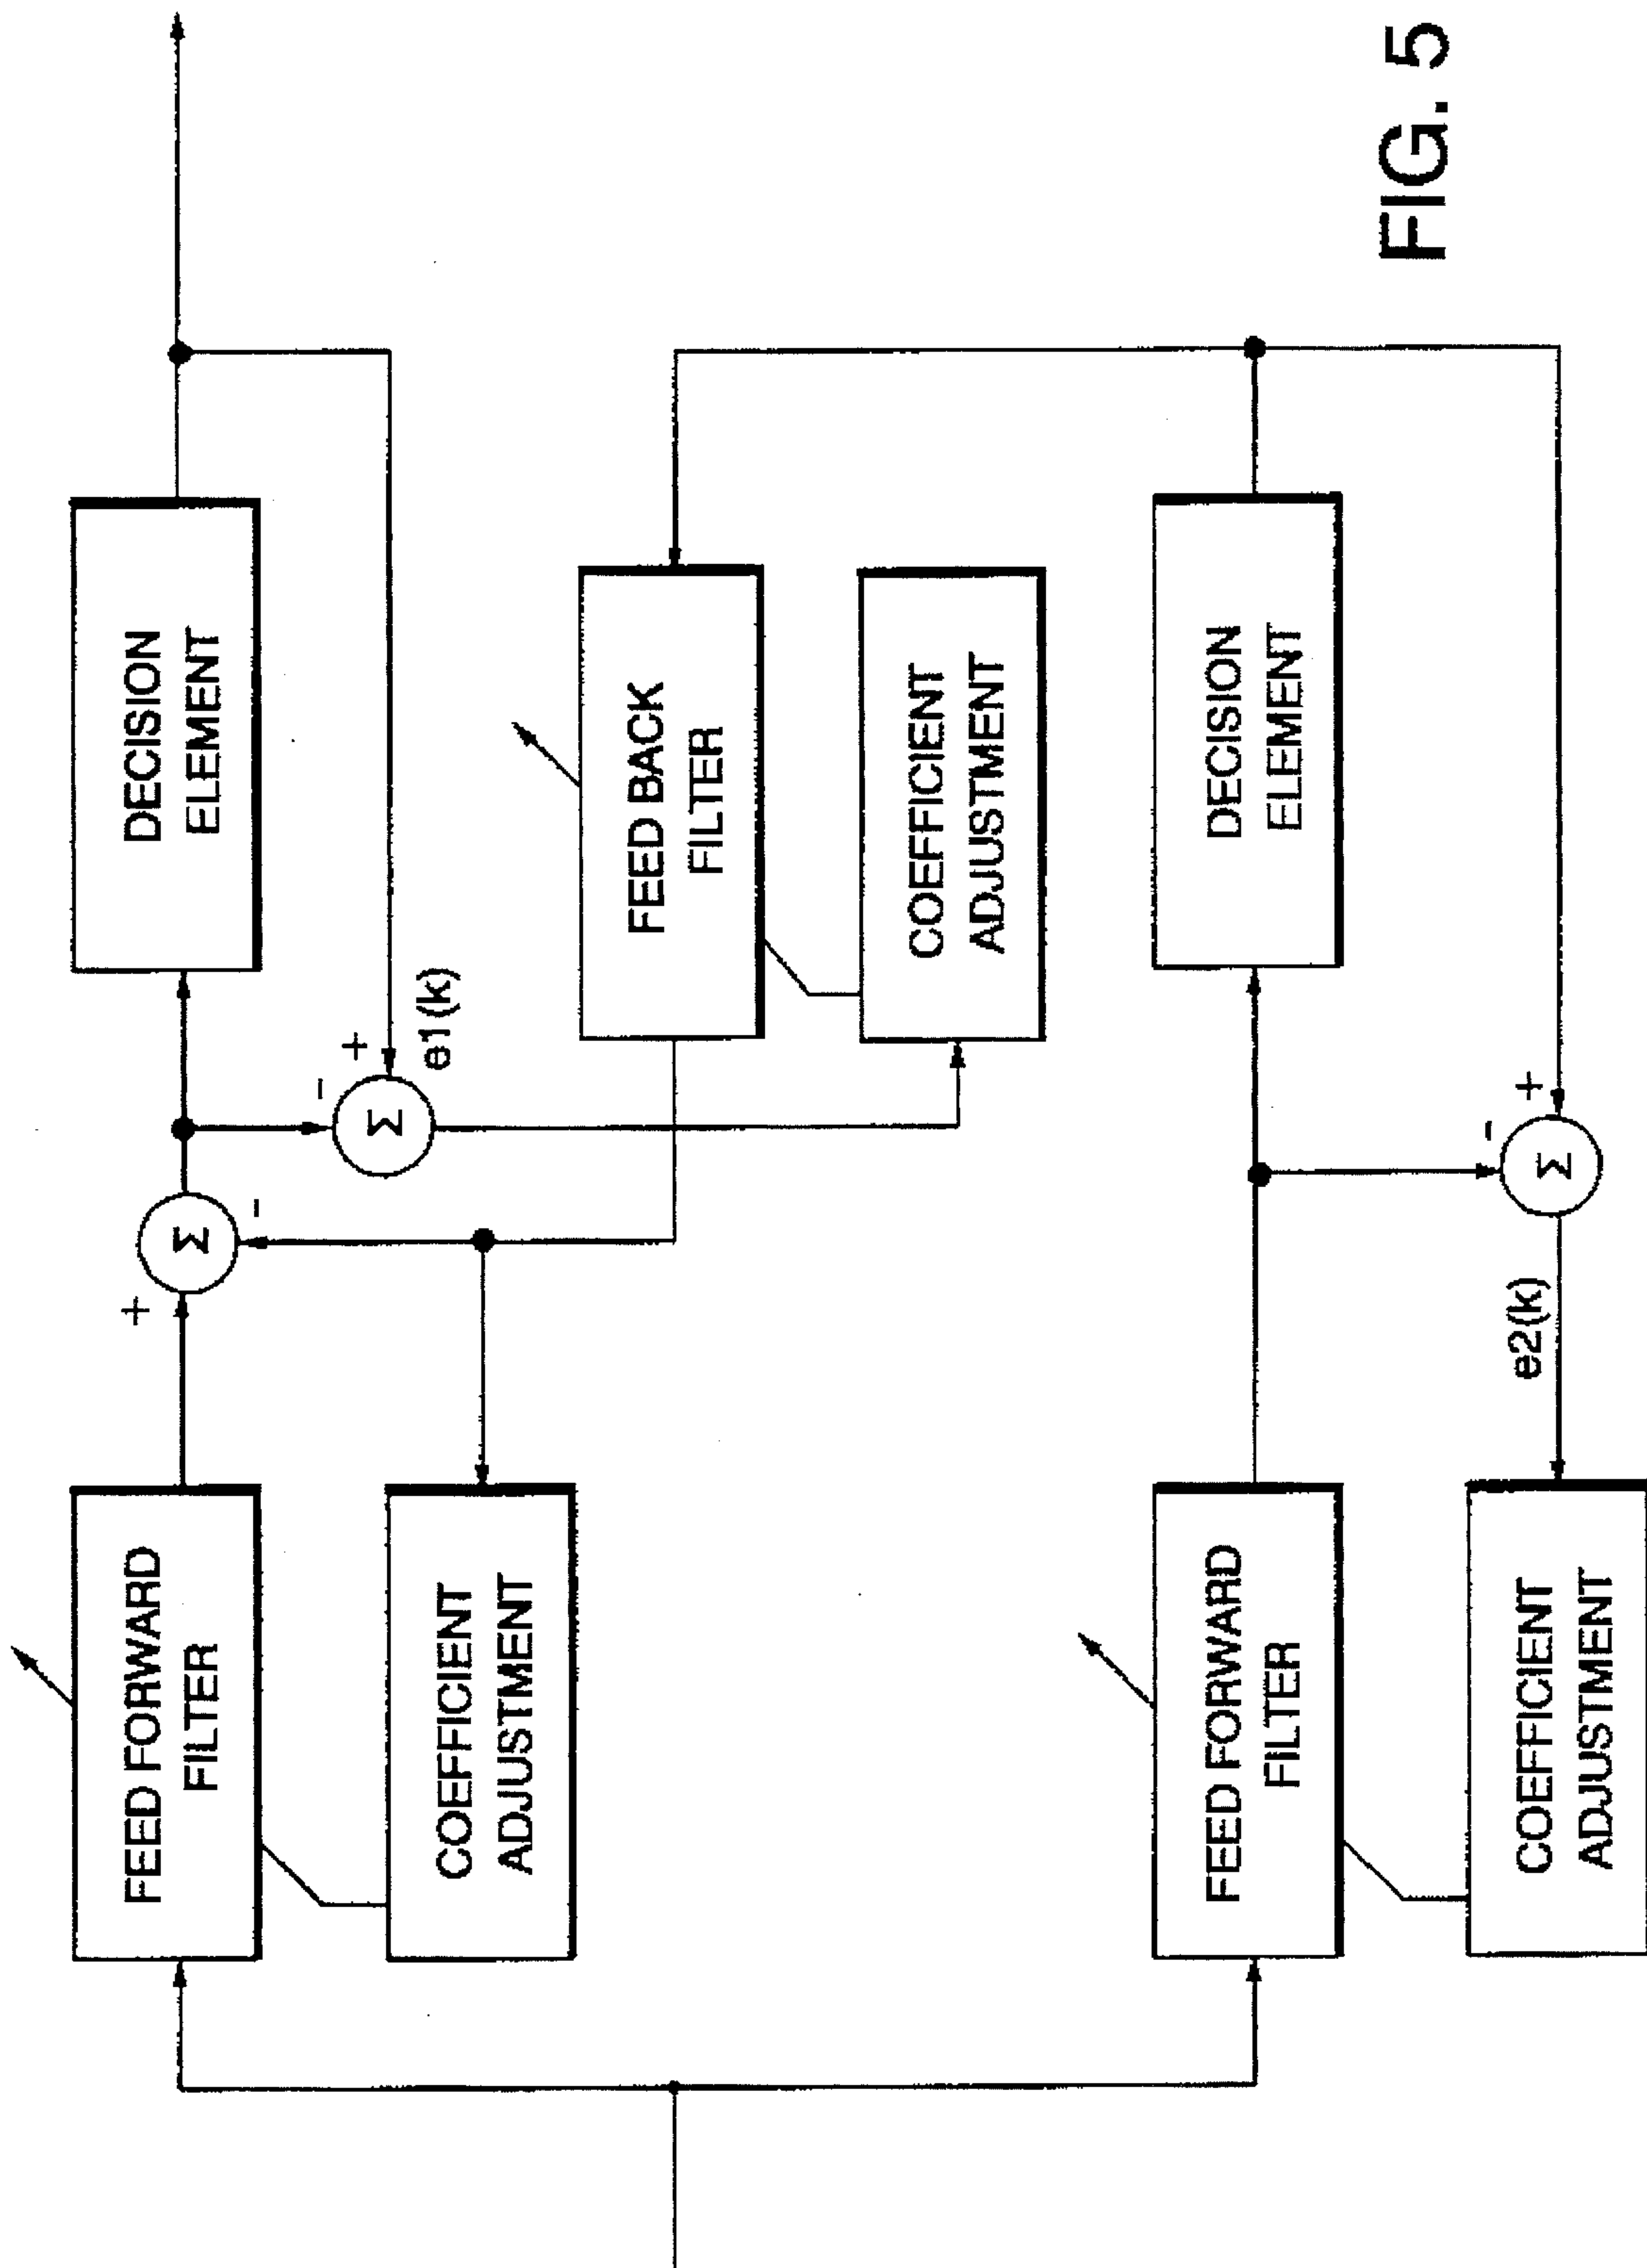 FEED FORWARD
FILTER
+
Σ
-
DECISION
ELEMENT
COEFFICIENT
ADJUSTMENT
-
Σ
+
e1(k)
FEED BACK
FILTER
COEFFICIENT
ADJUSTMENT
FEED FORWARD
FILTER
DECISION
ELEMENT
COEFFICIENT
ADJUSTMENT
e2(k)
-
Σ
+
FIG. 5